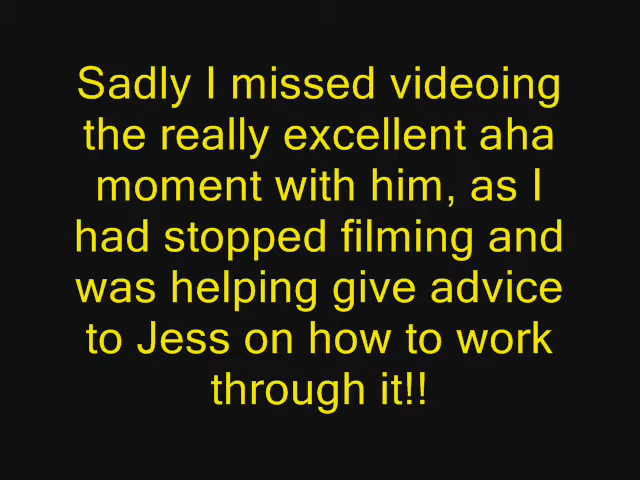 Sadly I missed videoing
the really excellent aha
moment with him, as I
had stopped filming and
was helping give advice
to Jess on how to work
through it!!